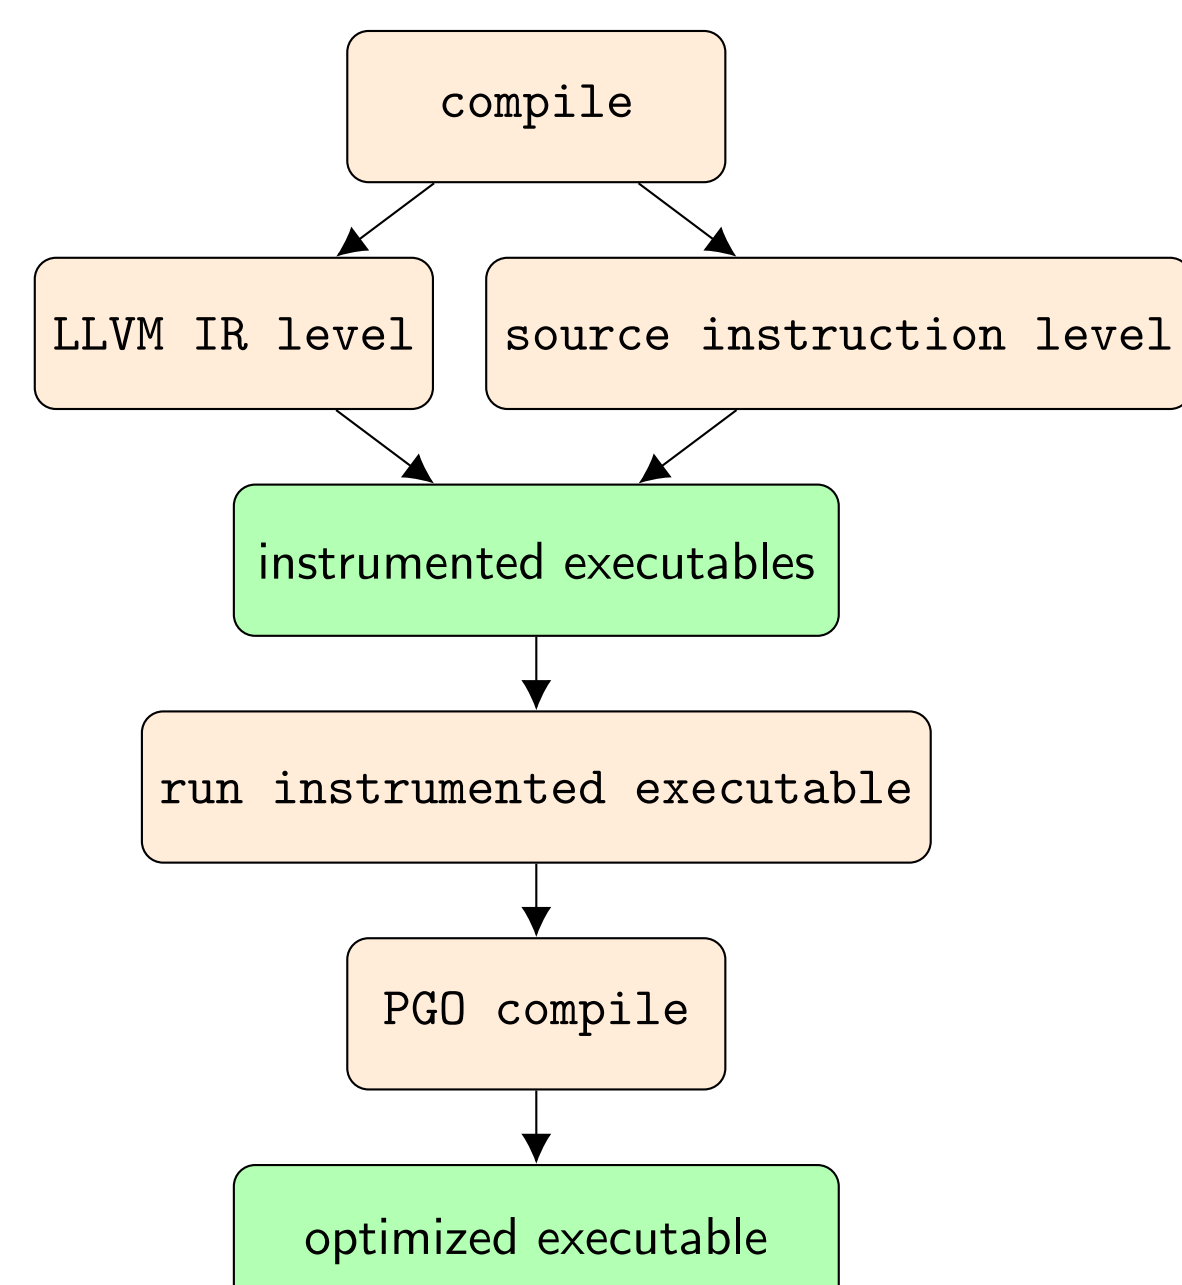 compile
LLVM IR level
source instruction level
instrumented executables
run instrumented executable
PGO compile
optimized executable